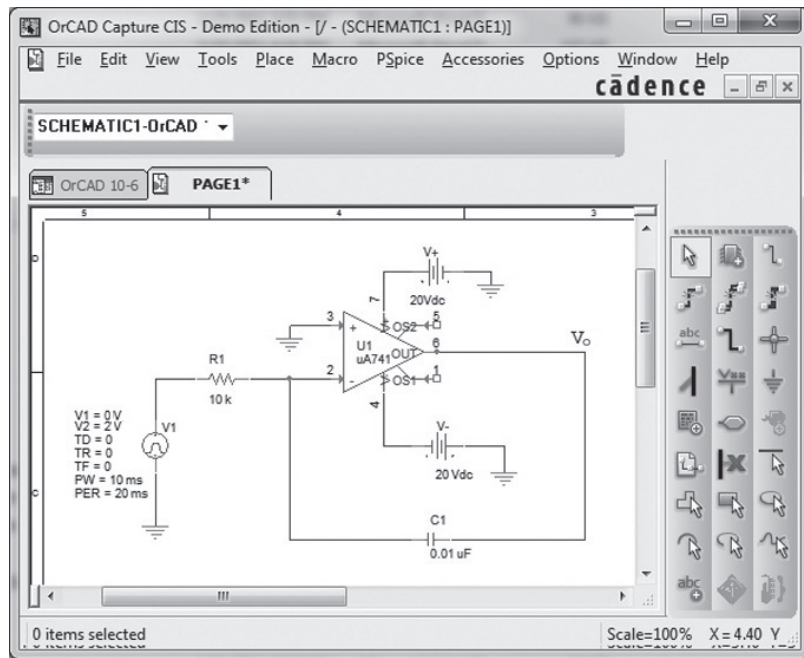 OrCAD Capture CIS - Demo Edition - [/ - (SCHEMATIC1 : PAGE1)]
File Edit View Tools Place Macro PSpice Accessories Options Window Help
cādence
SCHEMATIC1-OrCAD
OrCAD 10-6 PAGE1*
5 4 3
D
C
V+
20Vdc
7
3
+
OS2
5
U1
uA741
OUT
6
Vo
R1
10 k
2
-
OS1
1
4
V-
20 Vdc
V1 = 0 V
V2 = 2 V
TD = 0
TR = 0
TF = 0
PW = 10 ms
PER = 20 ms
V1
C1
0.01 uF
abc
abc
0 items selected
Scale=100% X = 4.40 Y